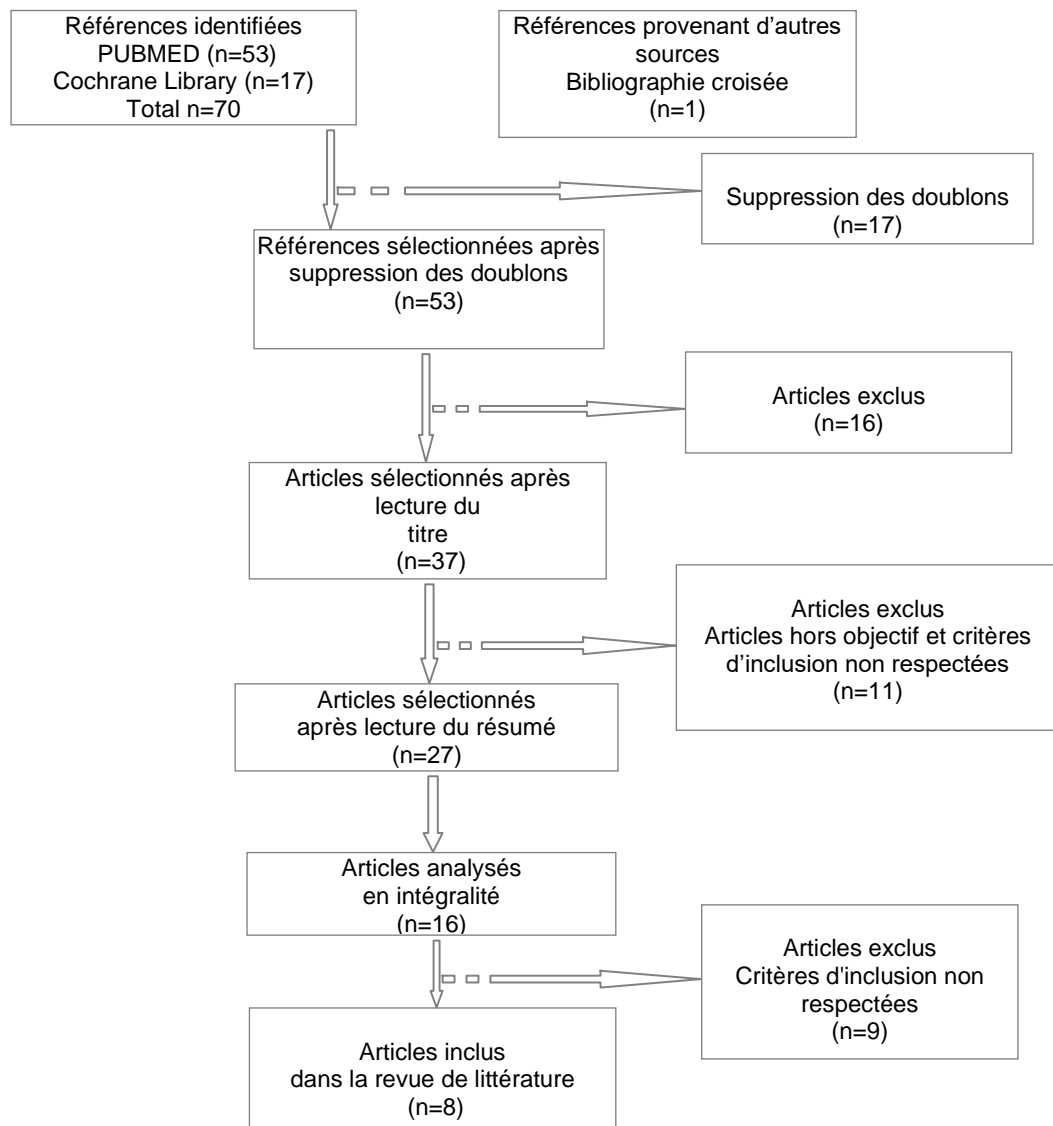 Références identifiées
PUBMED (n=53)
Cochrane Library (n=17)
Total n=70
Références provenant d’autres
sources
Bibliographie croisée
(n=1)
Suppression des doublons
(n=17)
Références sélectionnées après
suppression des doublons
(n=53)
Articles exclus
(n=16)
Articles sélectionnés après
lecture du
titre
(n=37)
Articles exclus
Articles hors objectif et critères
d’inclusion non respectées
(n=11)
Articles sélectionnés
après lecture du résumé
(n=27)
Articles analysés
en intégralité
(n=16)
Articles exclus
Critères d'inclusion non
respectées
(n=9)
Articles inclus
dans la revue de littérature
(n=8)